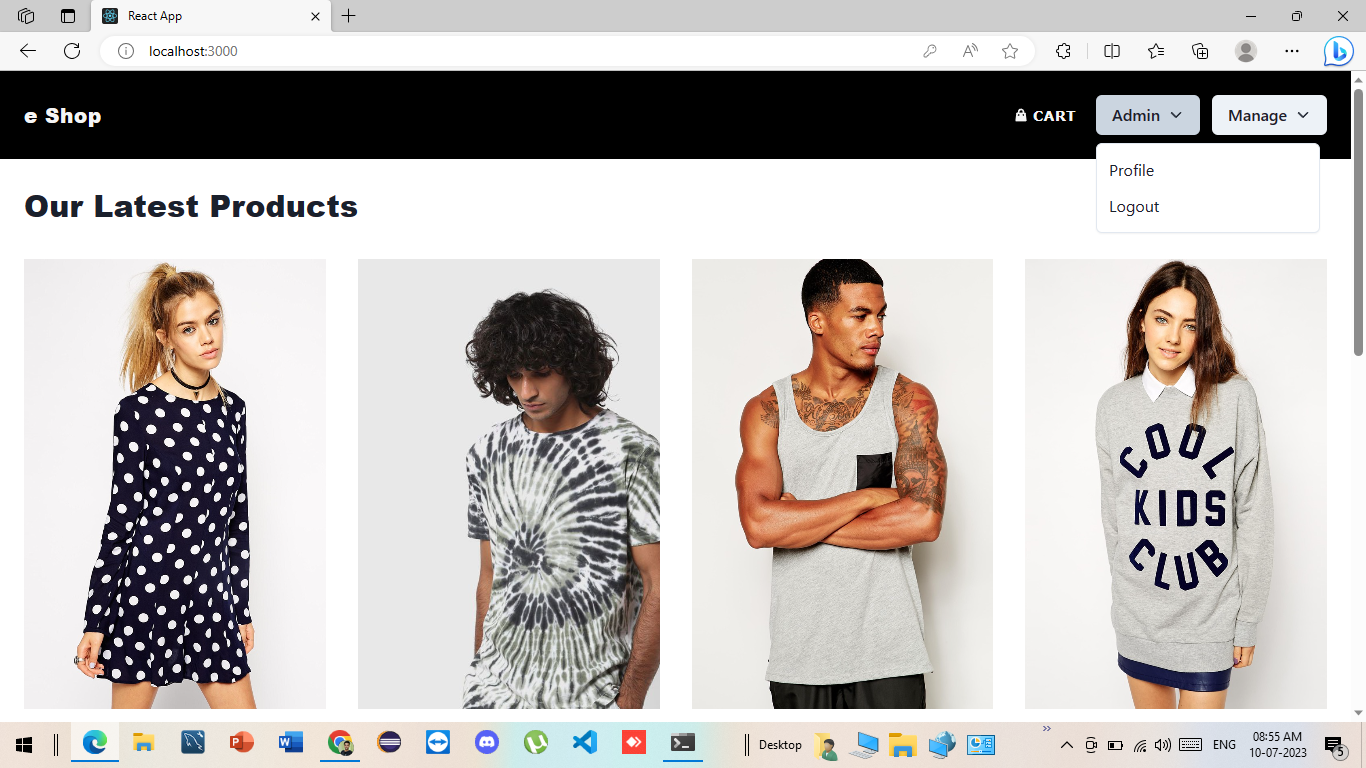 React App
localhost:3000
e Shop
CART
Admin
Manage
Profile
Logout
Our Latest Products
COOL
KIDS
CLUB
Desktop
ENG
08:55 AM
10-07-2023
5